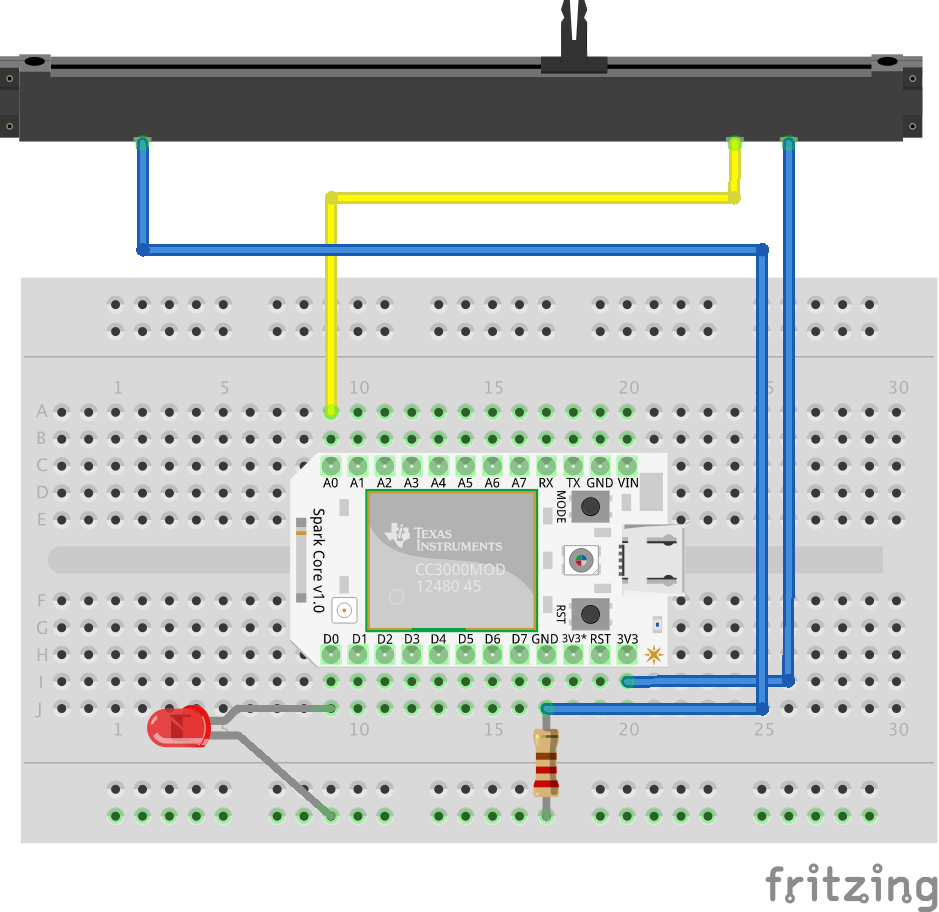 1 5 10 15 20 25 30
A
B
C
A0 A1 A2 A3 A4 A5 A6 A7 RX TX GND VIN
D
MODE
E
Spark Core v1.0
TEXAS
INSTRUMENTS
CC3000MOD
12480 45
F
RST
G
D0 D1 D2 D3 D4 D5 D6 D7 GND 3V3* RST 3V3
H
I
J
1 5 10 15 20 25 30
fritzing